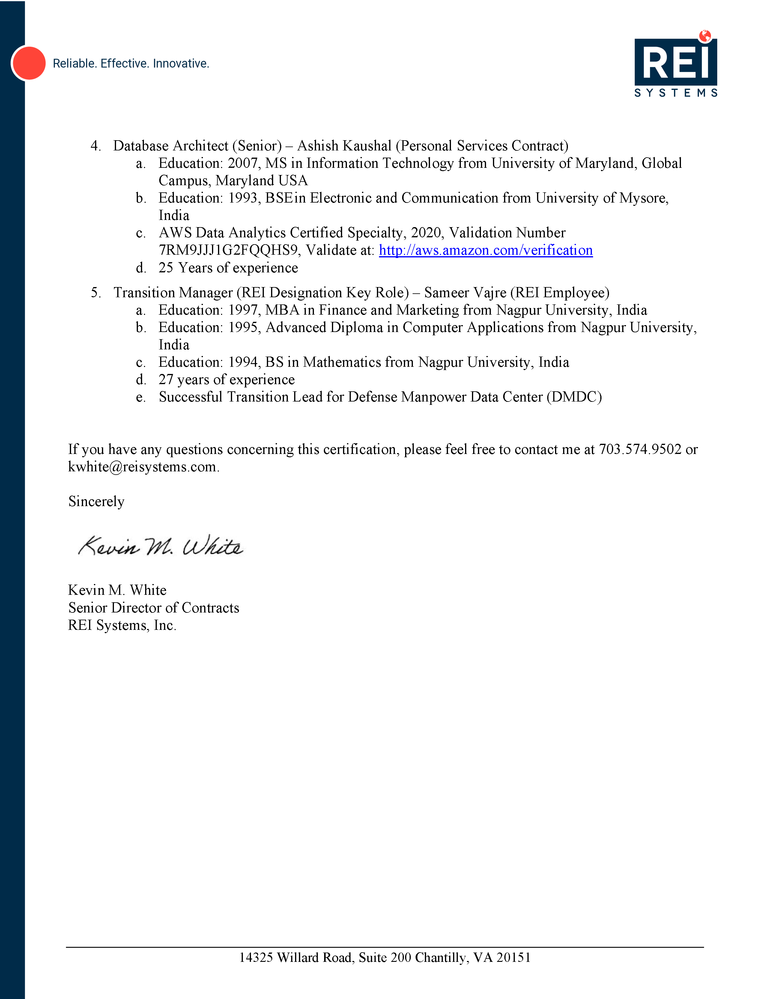 Reliable. Effective. Innovative.
REI
SYSTEMS
4. Database Architect (Senior) – Ashish Kaushal (Personal Services Contract)
a. Education: 2007, MS in Information Technology from University of Maryland, Global
Campus, Maryland USA
b. Education: 1993, BSEin Electronic and Communication from University of Mysore,
India
c. AWS Data Analytics Certified Specialty, 2020, Validation Number
7RM9JJJ1G2FQQHS9, Validate at: http://aws.amazon.com/verification
d. 25 Years of experience
5. Transition Manager (REI Designation Key Role) – Sameer Vajre (REI Employee)
a. Education: 1997, MBA in Finance and Marketing from Nagpur University, India
b. Education: 1995, Advanced Diploma in Computer Applications from Nagpur University,
India
c. Education: 1994, BS in Mathematics from Nagpur University, India
d. 27 years of experience
e. Successful Transition Lead for Defense Manpower Data Center (DMDC)
If you have any questions concerning this certification, please feel free to contact me at 703.574.9502 or
kwhite@reisystems.com.
Sincerely
Kevin M. White
Kevin M. White
Senior Director of Contracts
REI Systems, Inc.
14325 Willard Road, Suite 200 Chantilly, VA 20151